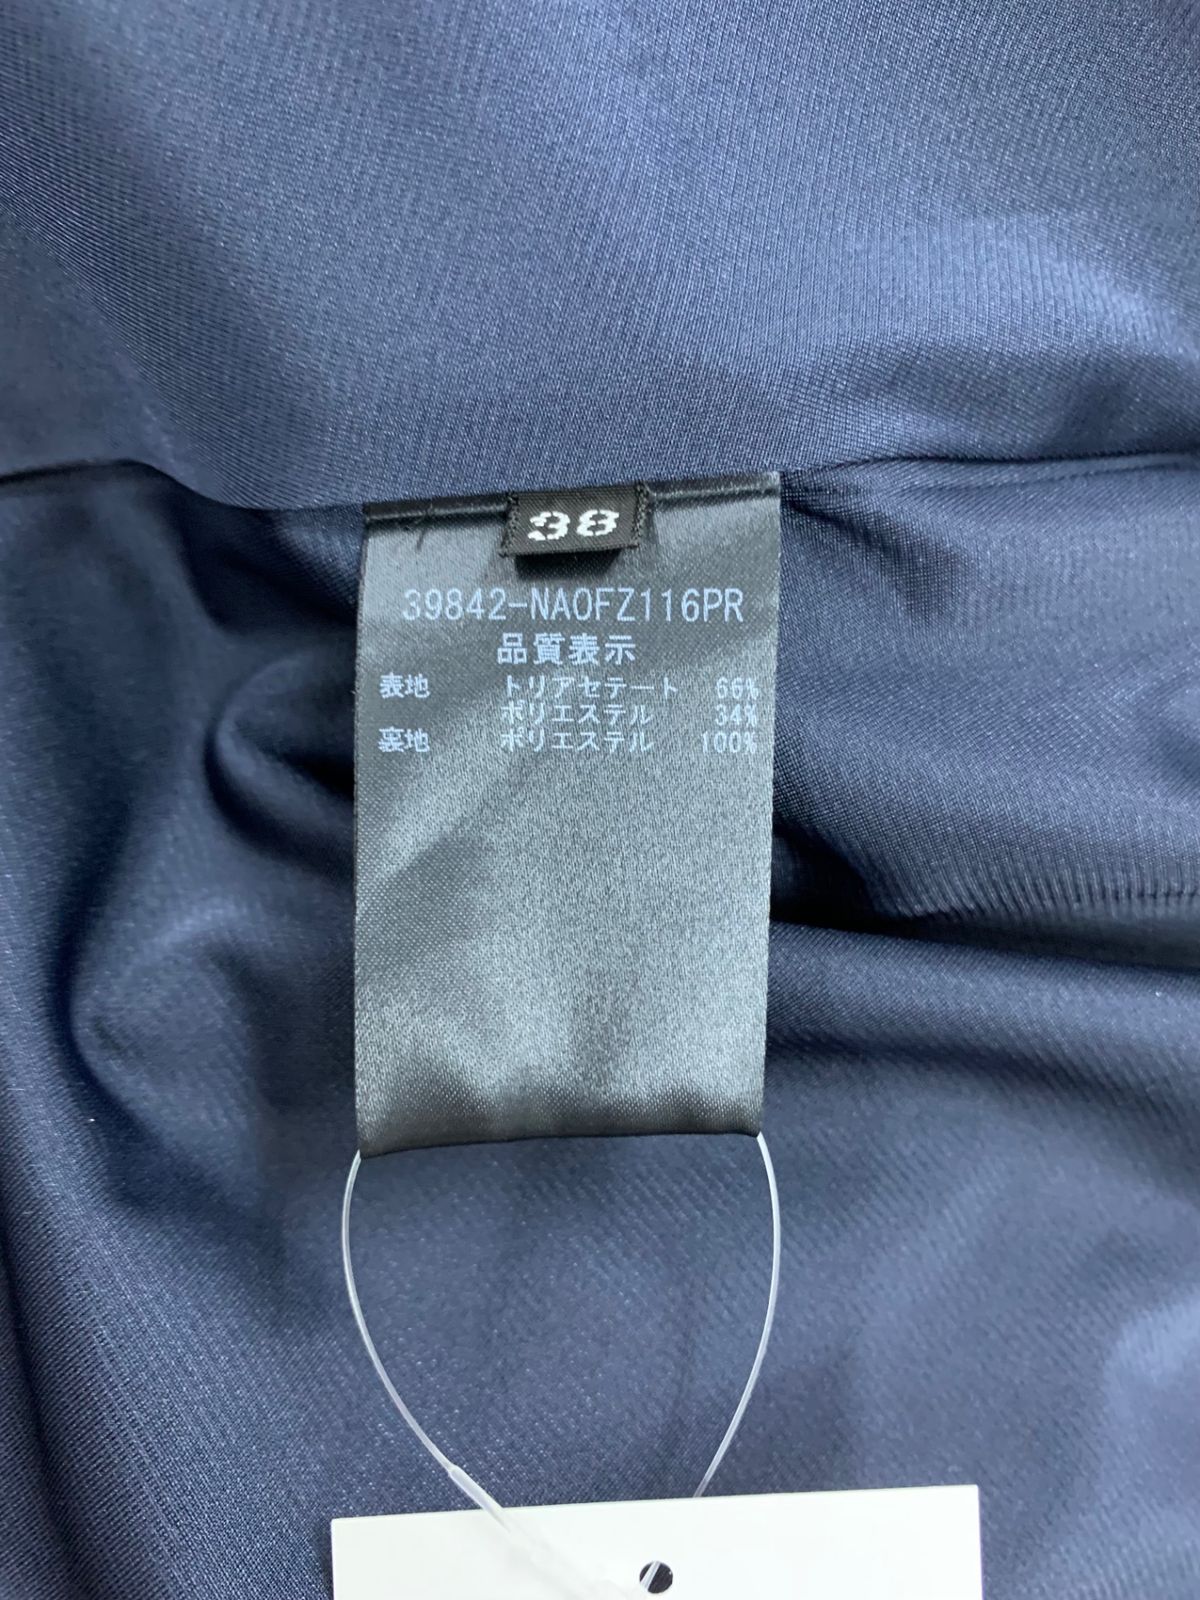 38
39842-NA0FZ116PR
品質表示
表地 トリアセテート 66%
ポリエステル 34%
裏地 ポリエステル 100%